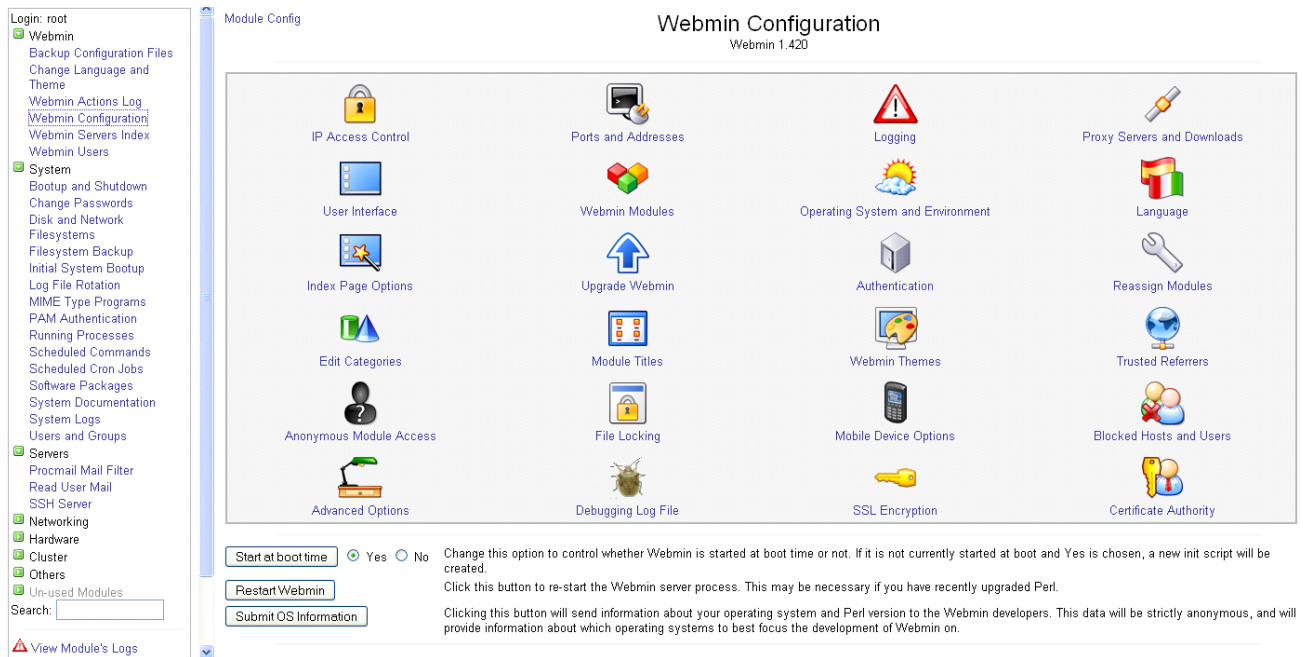 Login: root
Webmin
Backup Configuration Files
Change Language and
Theme
Webmin Actions Log
Webmin Configuration
Webmin Servers Index
Webmin Users
System
Bootup and Shutdown
Change Passwords
Disk and Network
Filesystems
Filesystem Backup
Initial System Bootup
Log File Rotation
MIME Type Programs
PAM Authentication
Running Processes
Scheduled Commands
Scheduled Cron Jobs
Software Packages
System Documentation
System Logs
Users and Groups
Servers
Procmail Mail Filter
Read User Mail
SSH Server
Networking
Hardware
Cluster
Others
Un-used Modules
Search:
View Module's Logs
Module Config
Webmin Configuration
Webmin 1.420
IP Access Control
Ports and Addresses
Logging
Proxy Servers and Downloads
User Interface
Webmin Modules
Operating System and Environment
Language
Index Page Options
Upgrade Webmin
Authentication
Reassign Modules
Edit Categories
Module Titles
Webmin Themes
Trusted Referrers
Anonymous Module Access
File Locking
Mobile Device Options
Blocked Hosts and Users
Advanced Options
Debugging Log File
SSL Encryption
Certificate Authority
Start at boot time Yes No
Change this option to control whether Webmin is started at boot time or not. If it is not currently started at boot and Yes is chosen, a new init script will be
created.
Restart Webmin
Click this button to re-start the Webmin server process. This may be necessary if you have recently upgraded Perl.
Submit OS Information
Clicking this button will send information about your operating system and Perl version to the Webmin developers. This data will be strictly anonymous, and will
provide information about which operating systems to best focus the development of Webmin on.